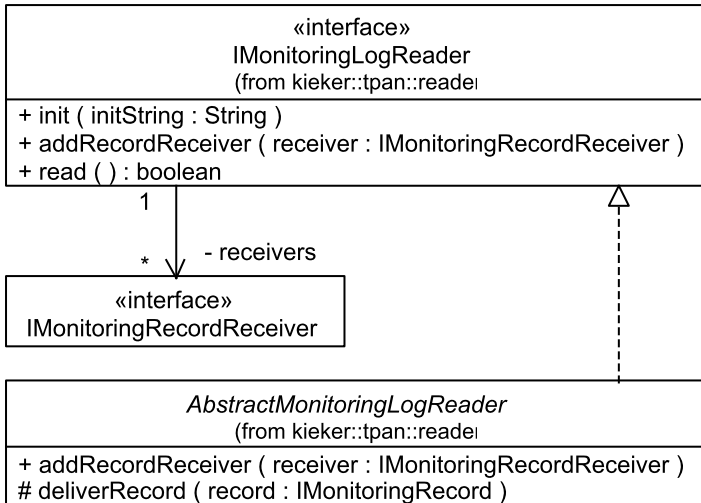 «interface»
IMonitoringLogReader
(from kieker::tpan::reader
+ init ( initString : String )
+ addRecordReceiver ( receiver : IMonitoringRecordReceiver )
+ read ( ) : boolean
1
* - receivers
«interface»
IMonitoringRecordReceiver
AbstractMonitoringLogReader
(from kieker::tpan::reader
+ addRecordReceiver ( receiver : IMonitoringRecordReceiver )
# deliverRecord ( record : IMonitoringRecord )